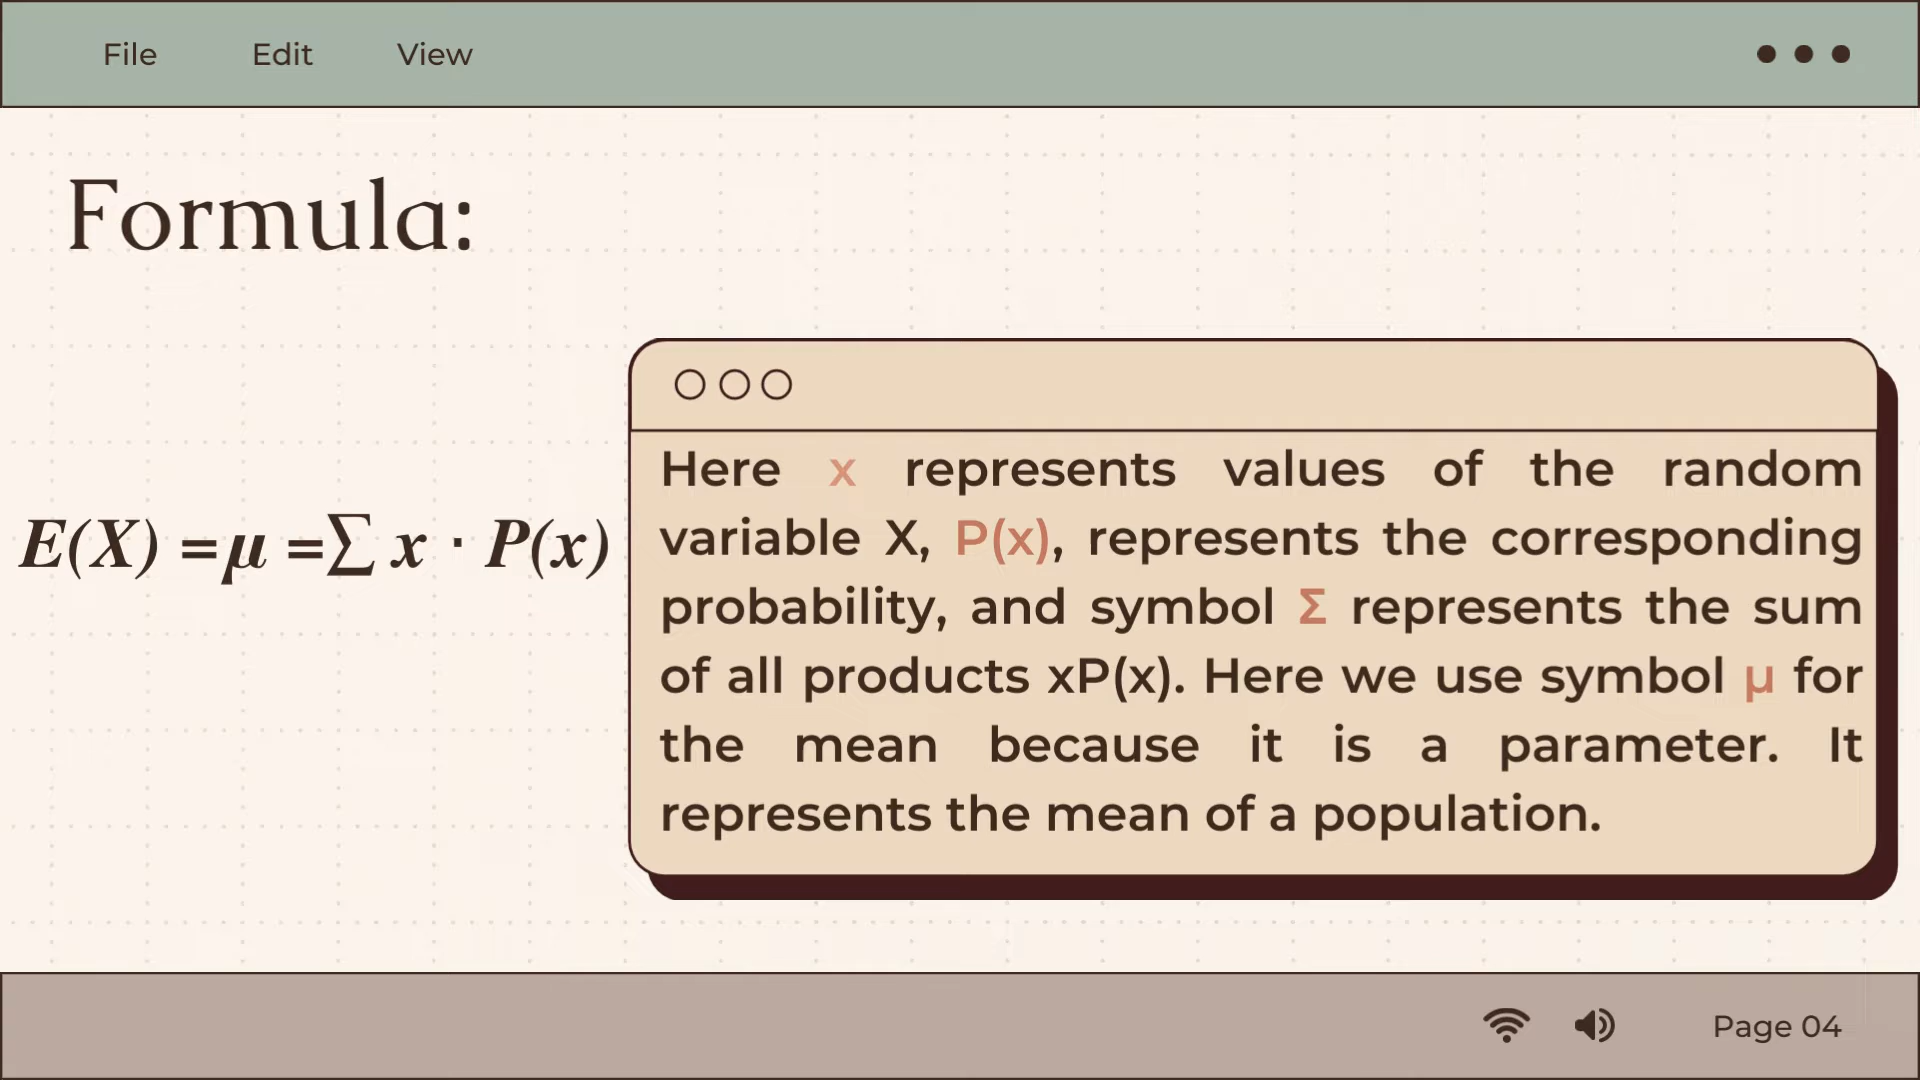 File Edit View
Formula:
E(X) =μ =∑ x · P(x)
Here x represents values of the random
variable X, P(x), represents the corresponding
probability, and symbol Σ represents the sum
of all products xP(x). Here we use symbol μ for
the mean because it is a parameter. It
represents the mean of a population.
Page 04